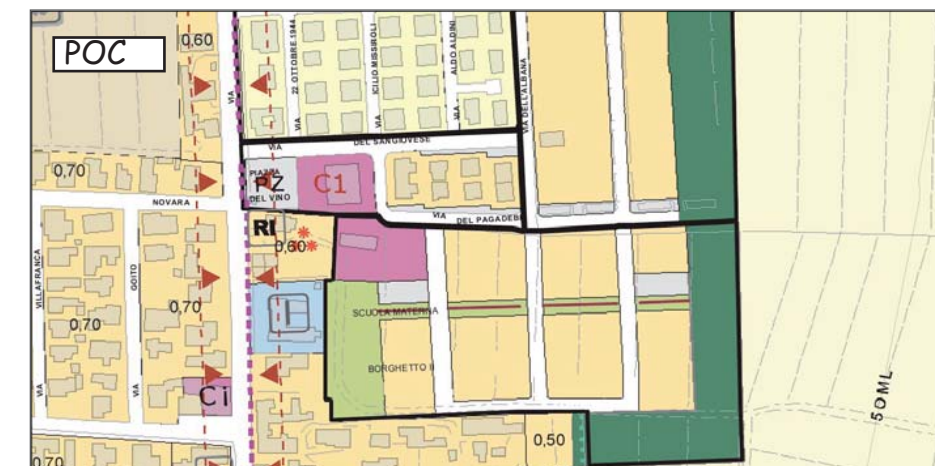 POC
0,60
VIA
VIA
22 OTTOBRE 1944
VIA
ICILIO MISSIROLI
VIA
ALDO ALDINI
VIA DELL'ALBANA
VIA
DEL SANGIOVESE
0,70
PIAZZA
PZ
DEL VINO
C1
NOVARA
VIA
DEL PAGADEBI
RI
0,60
VILLAFRANCA
VIA
GOITO
VIA
0,70
0,70
SCUOLA MATERNA
BORGHETTO II
Ci
0,50
50ML
0,70